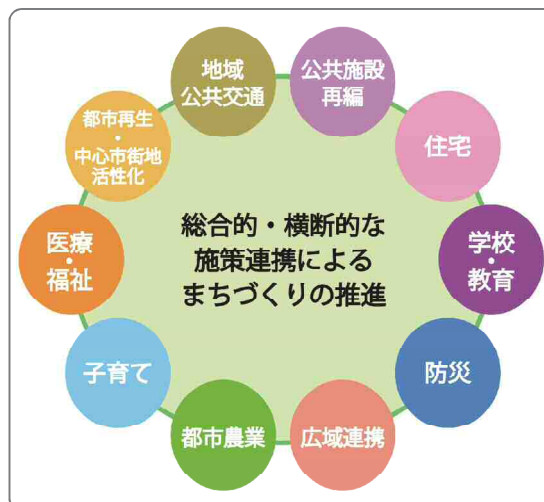 地域
公共交通
公共施設
再編
住宅
学校・
教育
防災
広域連携
都市農業
子育て
医療・
福祉
都市再生
・
中心市街地
活性化
総合的・横断的な
施策連携による
まちづくりの推進